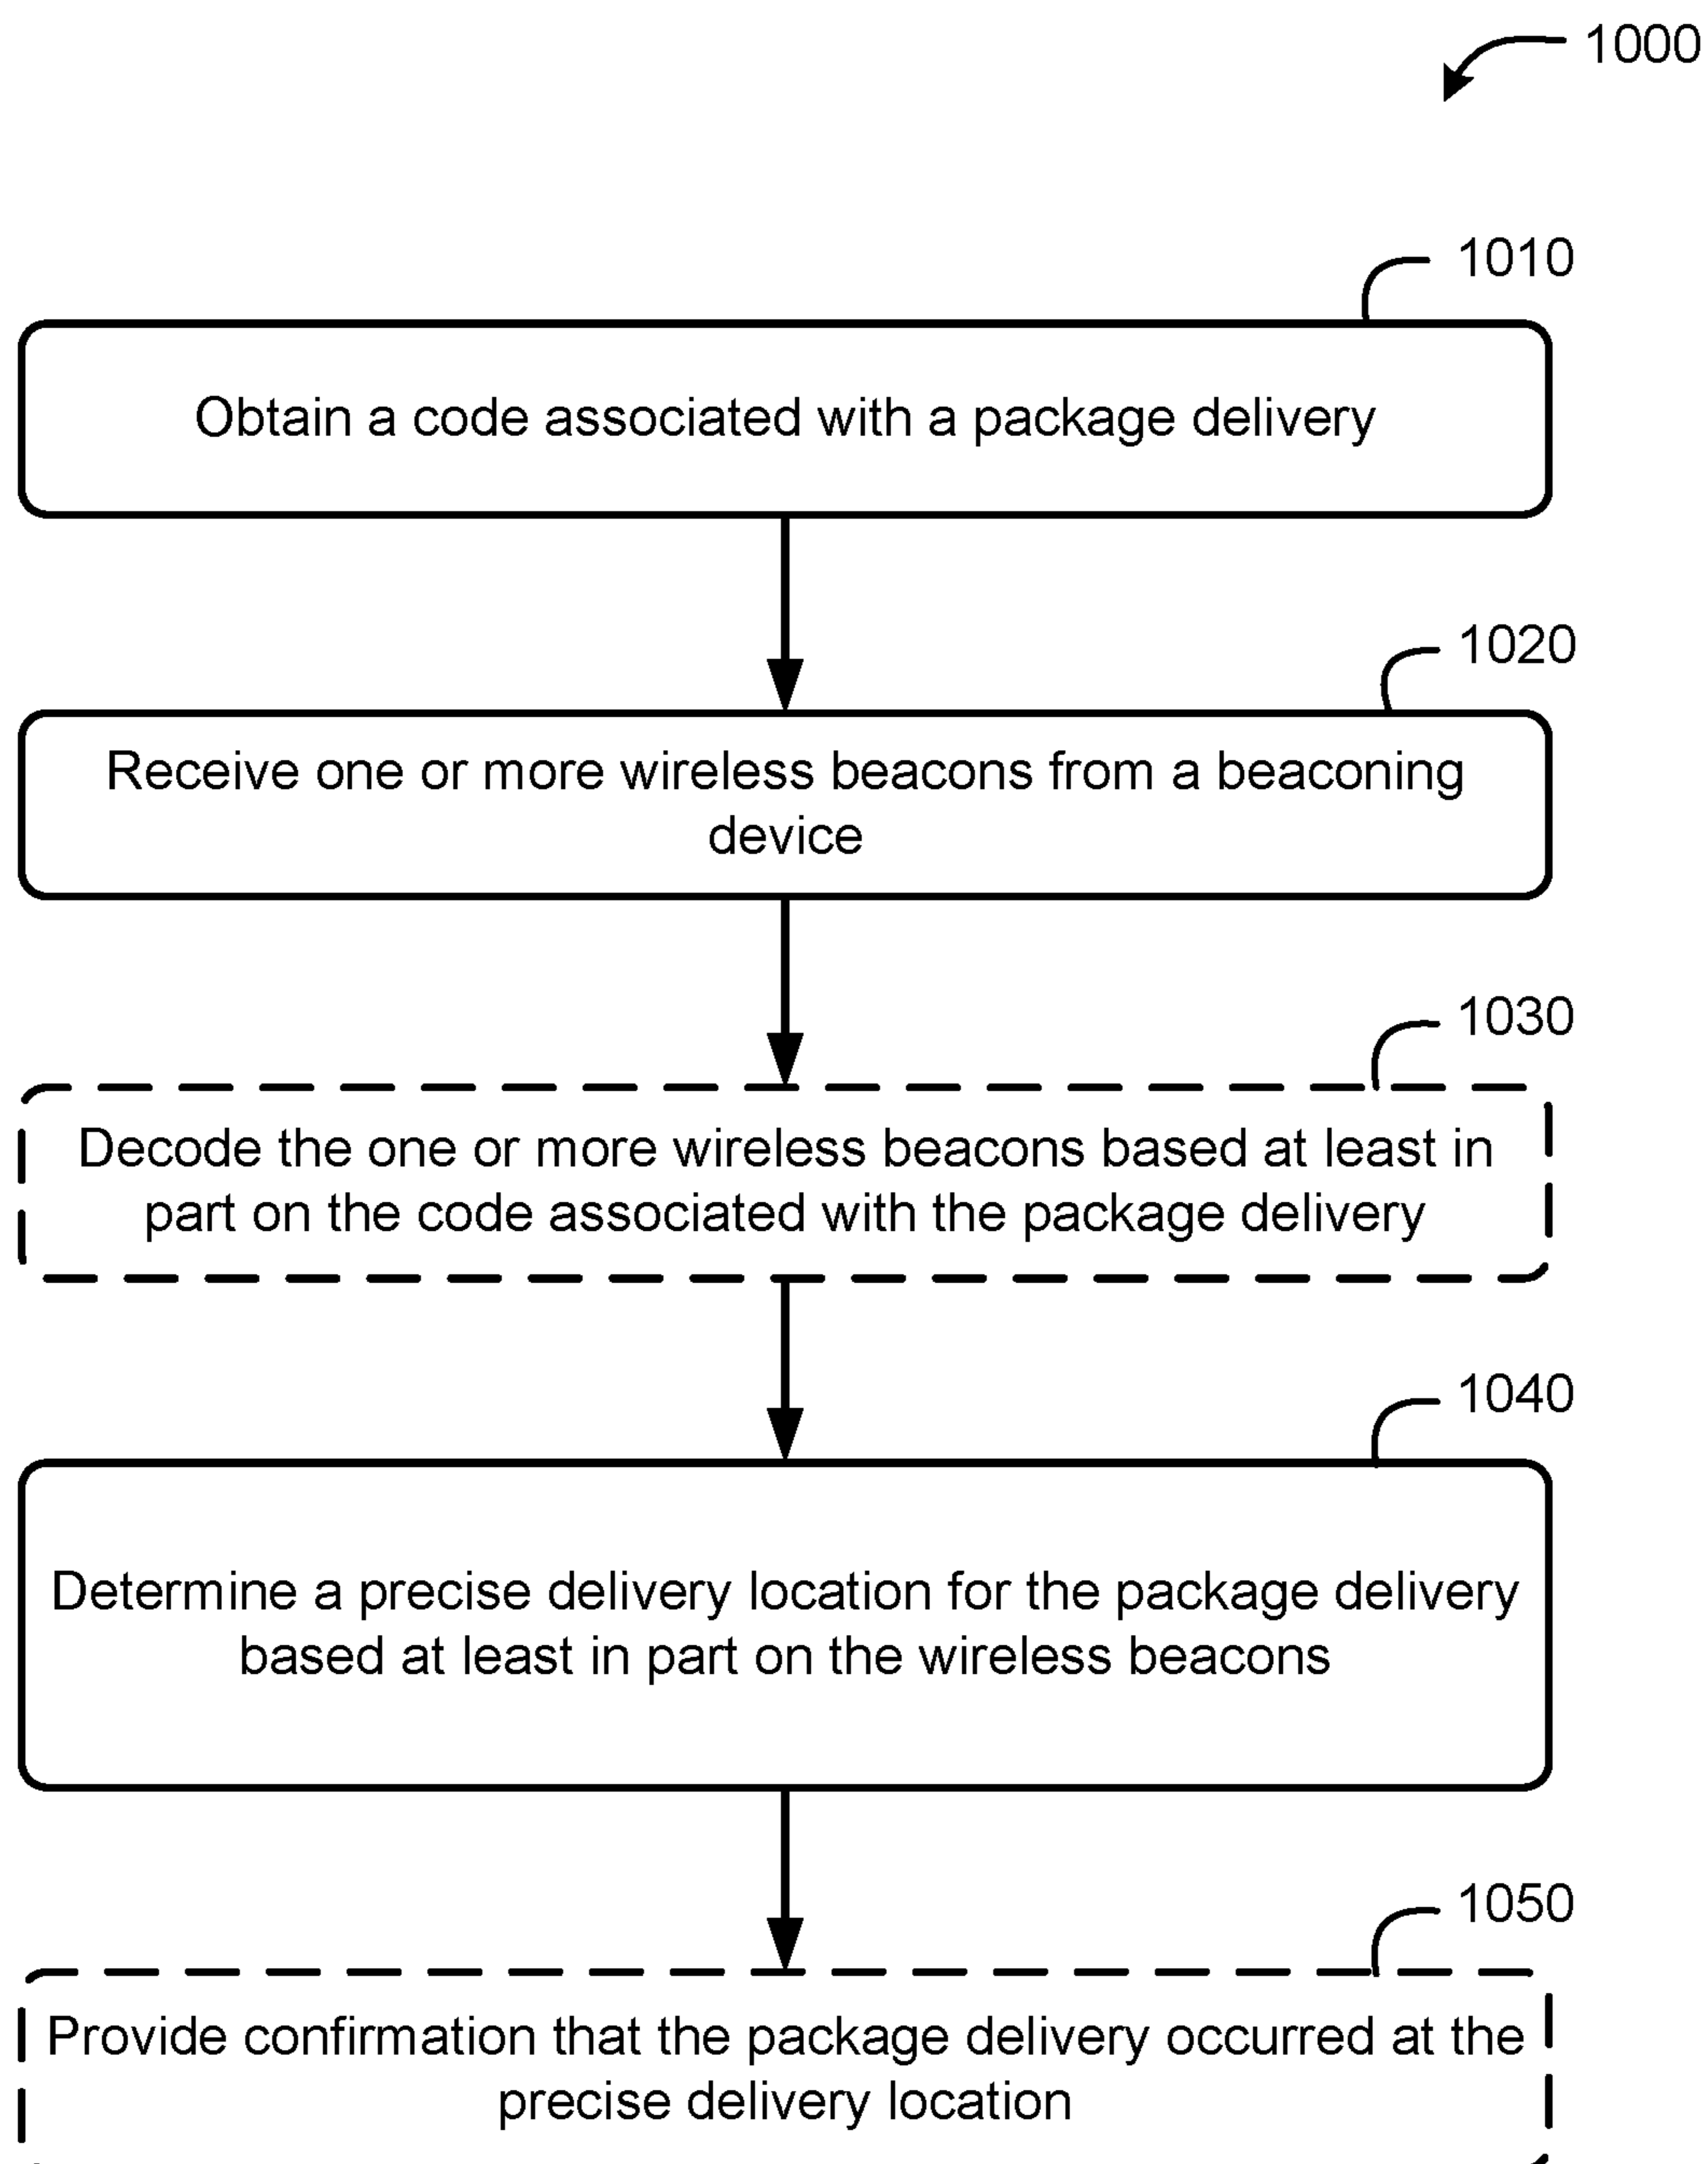 1000
1010
Obtain a code associated with a package delivery
1020
Receive one or more wireless beacons from a beaconing
device
1030
Decode the one or more wireless beacons based at least in
part on the code associated with the package delivery
1040
Determine a precise delivery location for the package delivery
based at least in part on the wireless beacons
1050
Provide confirmation that the package delivery occurred at the
precise delivery location